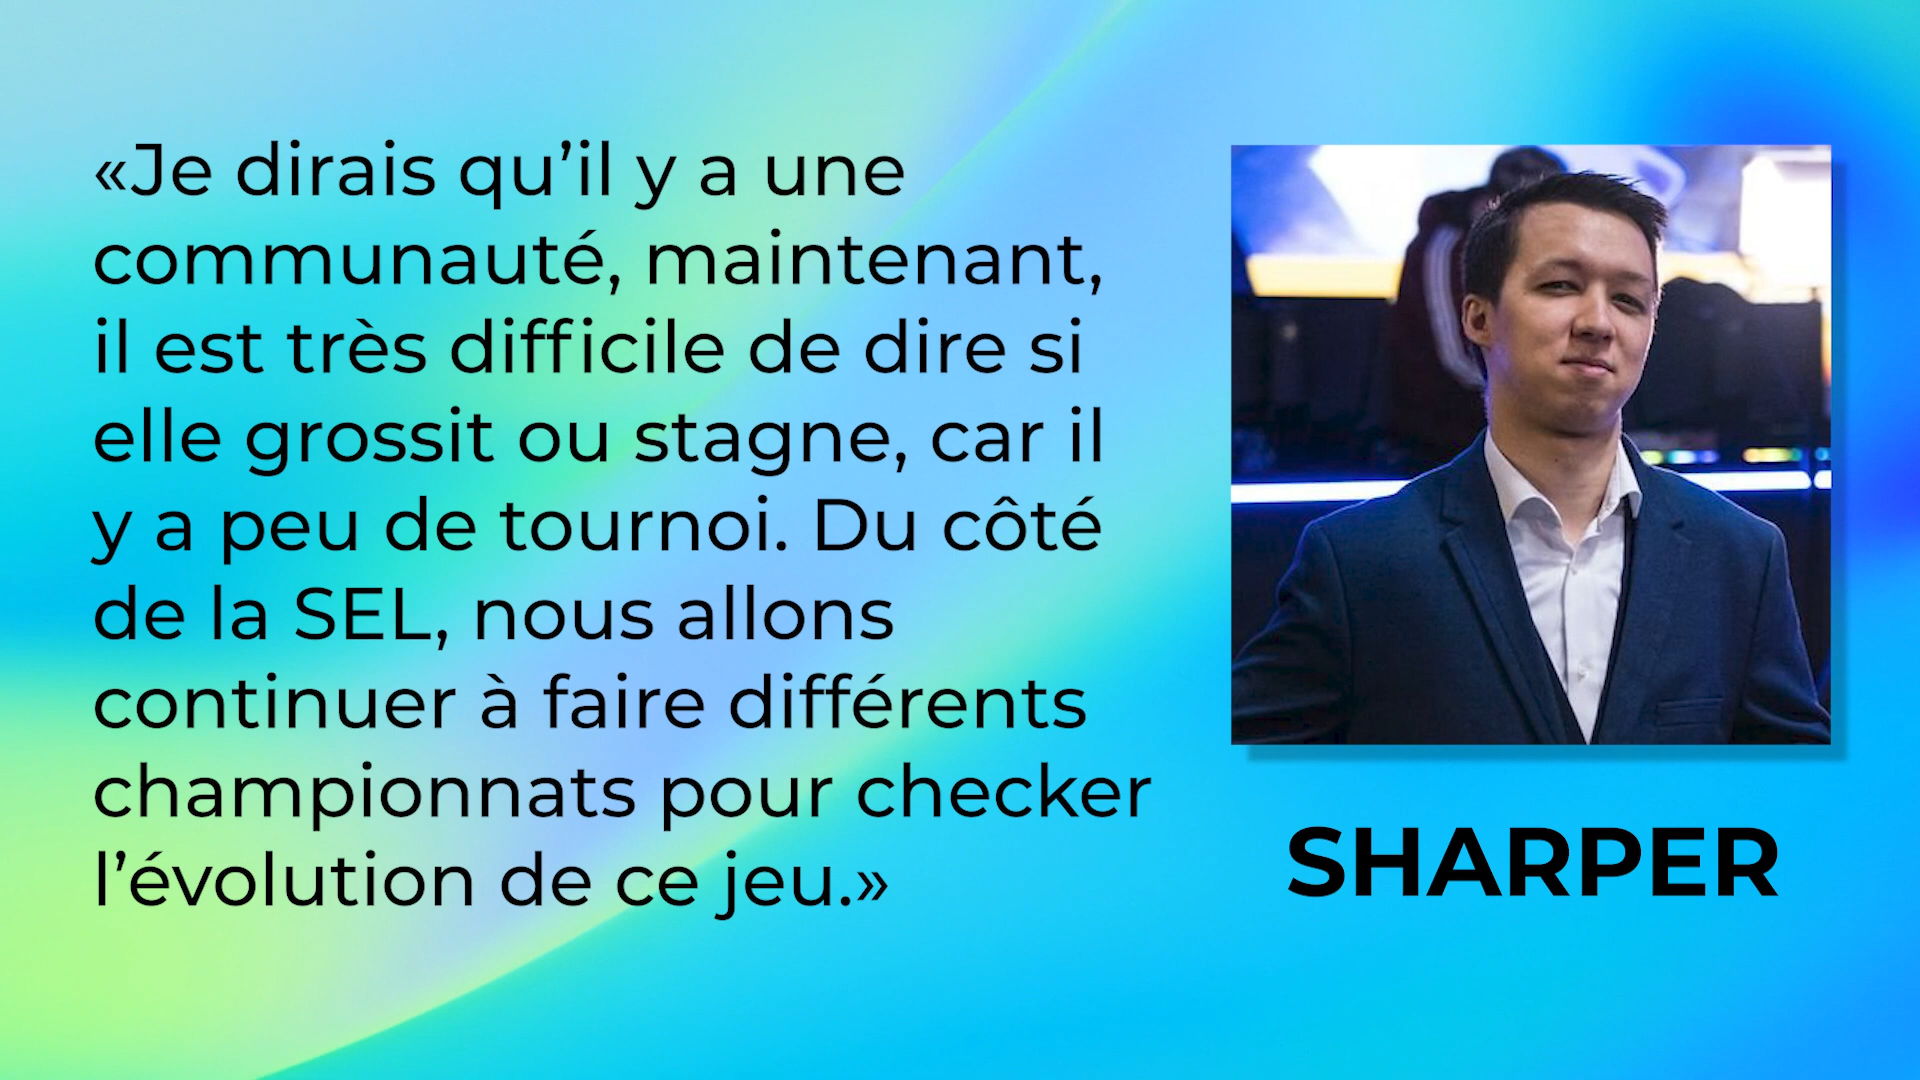 «Je dirais qu’il y a une
communauté, maintenant,
il est très difficile de dire si
elle grossit ou stagne, car il
y a peu de tournoi. Du côté
de la SEL, nous allons
continuer à faire différents
championnats pour checker
l’évolution de ce jeu.»
SHARPER